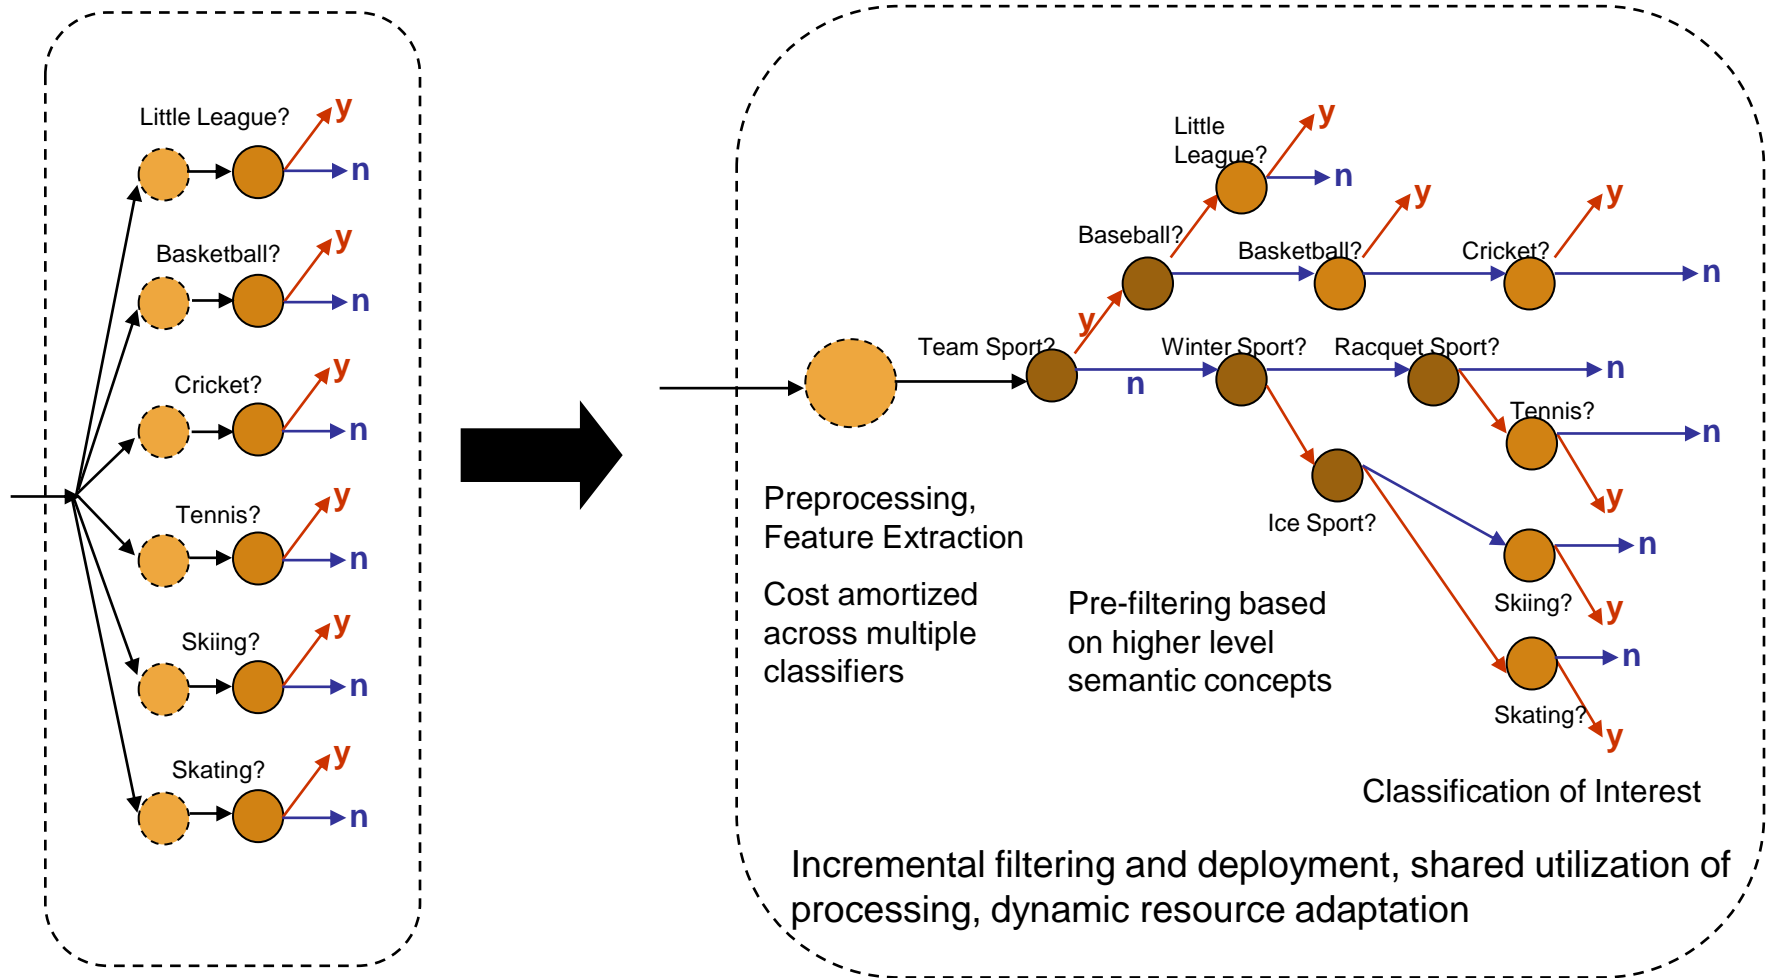 Little League?
y
n
Basketball?
y
n
Cricket?
y
n
Tennis?
y
n
Skiing?
y
n
Skating?
y
n
Little
League?
y
n
Baseball?
Basketball?
y
Cricket?
y
n
Team Sport?
y
n
Winter Sport?
Racquet Sport?
n
Tennis?
n
y
Ice Sport?
Skiing?
n
y
Skating?
n
y
Preprocessing,
Feature Extraction
Cost amortized
across multiple
classifiers
Pre-filtering based
on higher level
semantic concepts
Classification of Interest
Incremental filtering and deployment, shared utilization of
processing, dynamic resource adaptation